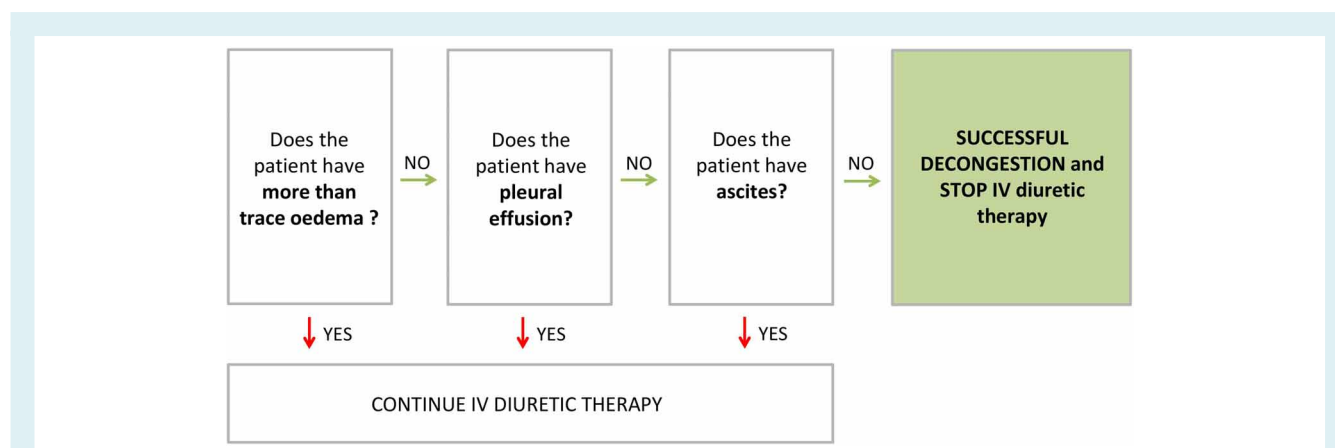 Does the
patient have
more than
trace oedema ?
NO
Does the
patient have
pleural
effusion?
NO
Does the
patient have
ascites?
NO
SUCCESSFUL
DECONGESTION and
STOP IV diuretic
therapy
YES
YES
YES
CONTINUE IV DIURETIC THERAPY